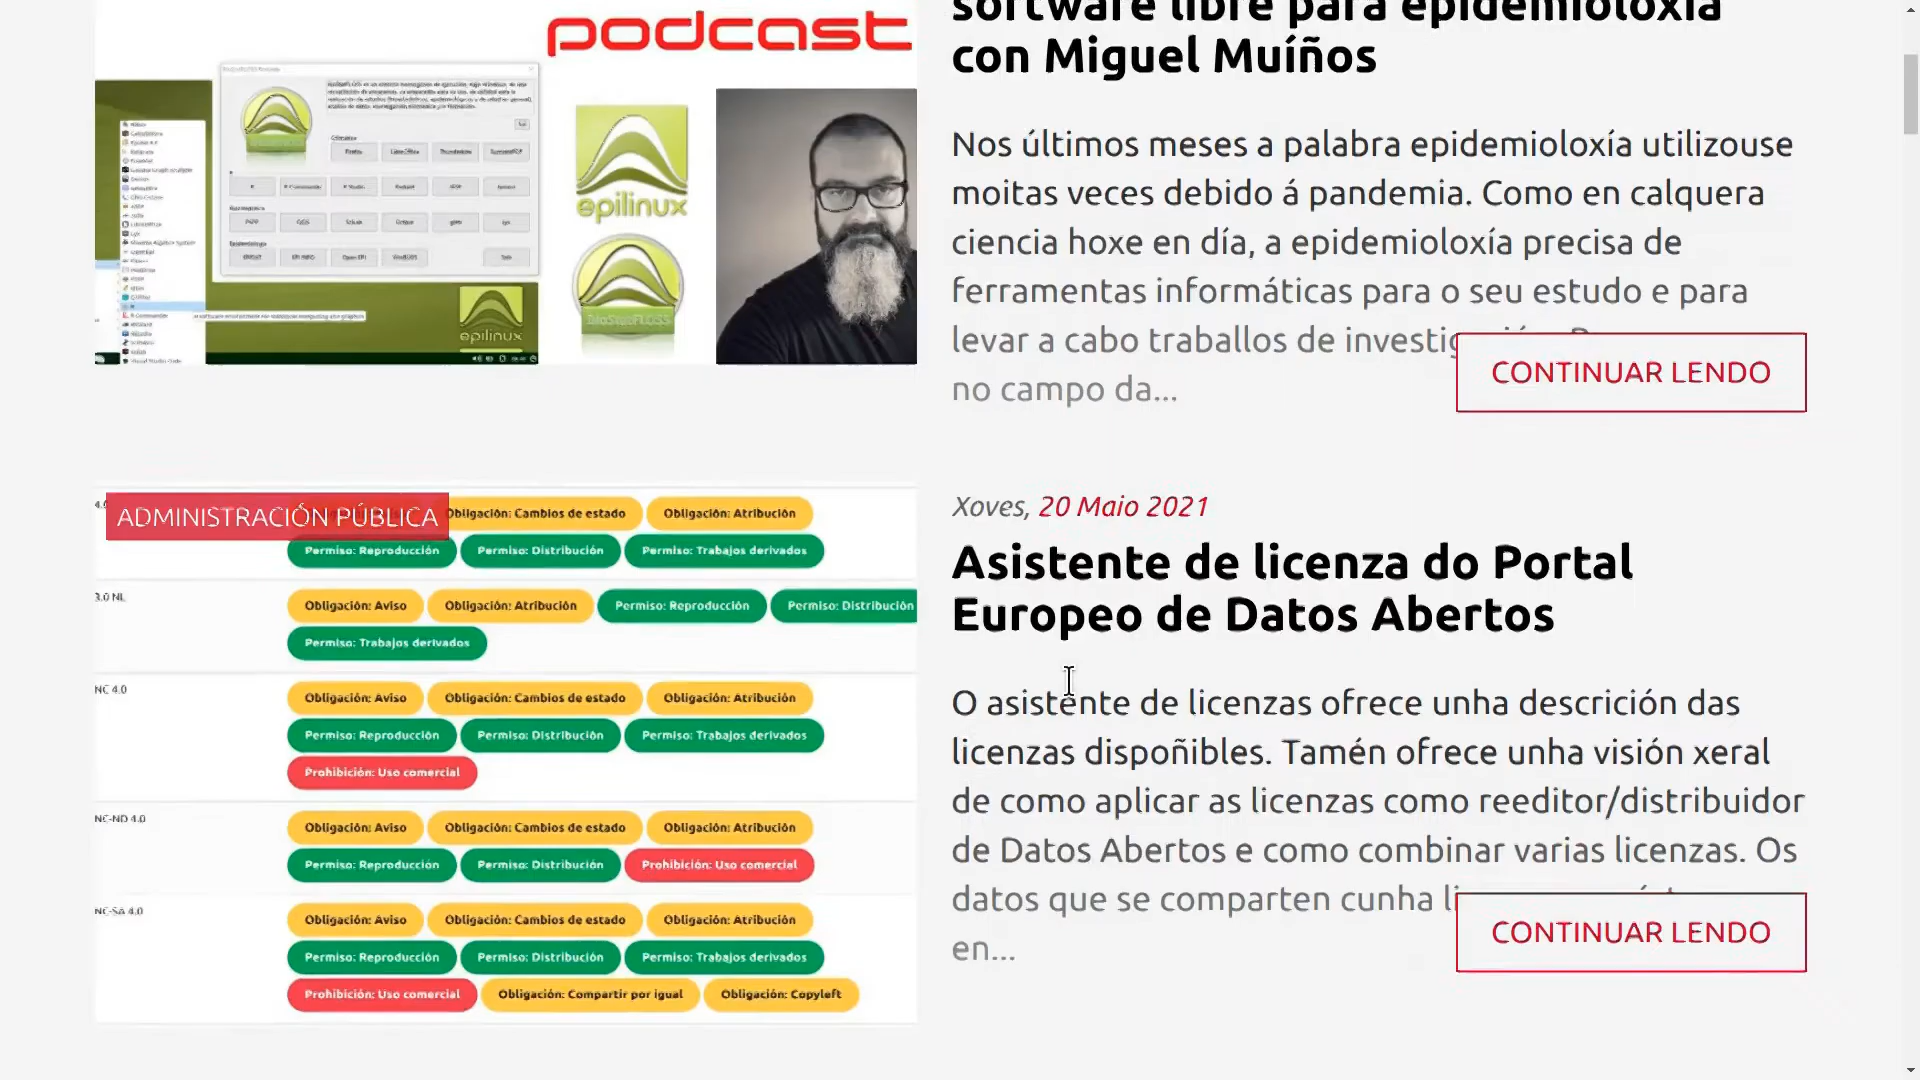 podcast
software libre para epidemioloxía
con Miguel Muíños
Nos últimos meses a palabra epidemioloxía utilizouse
moitas veces debido á pandemia. Como en calquera
ciencia hoxe en día, a epidemioloxía precisa de
ferramentas informáticas para o seu estudo e para
levar a cabo traballos de
no campo da...
CONTINUAR LENDO
epilinux
BioStatFLOSS
epilinux
ADMINISTRACIÓN PÚBLICA
Obligación: Cambios de estado
Obligación: Atribución
Permiso: Reproducción
Permiso: Distribución
Permiso: Trabajos derivados
3.0 NL
Obligación: Aviso
Obligación: Atribución
Permiso: Reproducción
Permiso: Distribución
Permiso: Trabajos derivados
NC 4.0
Obligación: Aviso
Obligación: Cambios de estado
Obligación: Atribución
Permiso: Reproducción
Permiso: Distribución
Permiso: Trabajos derivados
Prohibición: Uso comercial
NC-ND 4.0
Obligación: Aviso
Obligación: Cambios de estado
Obligación: Atribución
Permiso: Reproducción
Permiso: Distribución
Prohibición: Uso comercial
NC-SA 4.0
Obligación: Aviso
Obligación: Cambios de estado
Obligación: Atribución
Permiso: Reproducción
Permiso: Distribución
Permiso: Trabajos derivados
Prohibición: Uso comercial
Obligación: Compartir por igual
Obligación: Copyleft
Xoves, 20 Maio 2021
Asistente de licenza do Portal
Europeo de Datos Abertos
O asistente de licenzas ofrece unha descrición das
licenzas dispoñibles. Tamén ofrece unha visión xeral
de como aplicar as licenzas como reeditor/distribuidor
de Datos Abertos e como combinar varias licenzas. Os
datos que se comparten cunha
en...
CONTINUAR LENDO